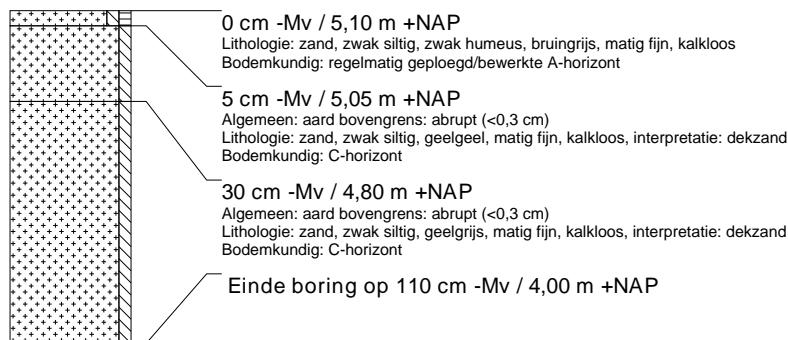 0 cm -Mv / 5,10 m +NAP
Lithologie: zand, zwak siltig, zwak humeus, bruingrijs, matig fijn, kalkloos
Bodemkundig: regelmatig geploegd/bewerkte A-horizont
5 cm -Mv / 5,05 m +NAP
Algemeen: aard bovengrens: abrupt (<0,3 cm)
Lithologie: zand, zwak siltig, geelgeel, matig fijn, kalkloos, interpretatie: dekzand
Bodemkundig: C-horizont
30 cm -Mv / 4,80 m +NAP
Algemeen: aard bovengrens: abrupt (<0,3 cm)
Lithologie: zand, zwak siltig, geelgrijs, matig fijn, kalkloos, interpretatie: dekzand
Bodemkundig: C-horizont
Einde boring op 110 cm -Mv / 4,00 m +NAP